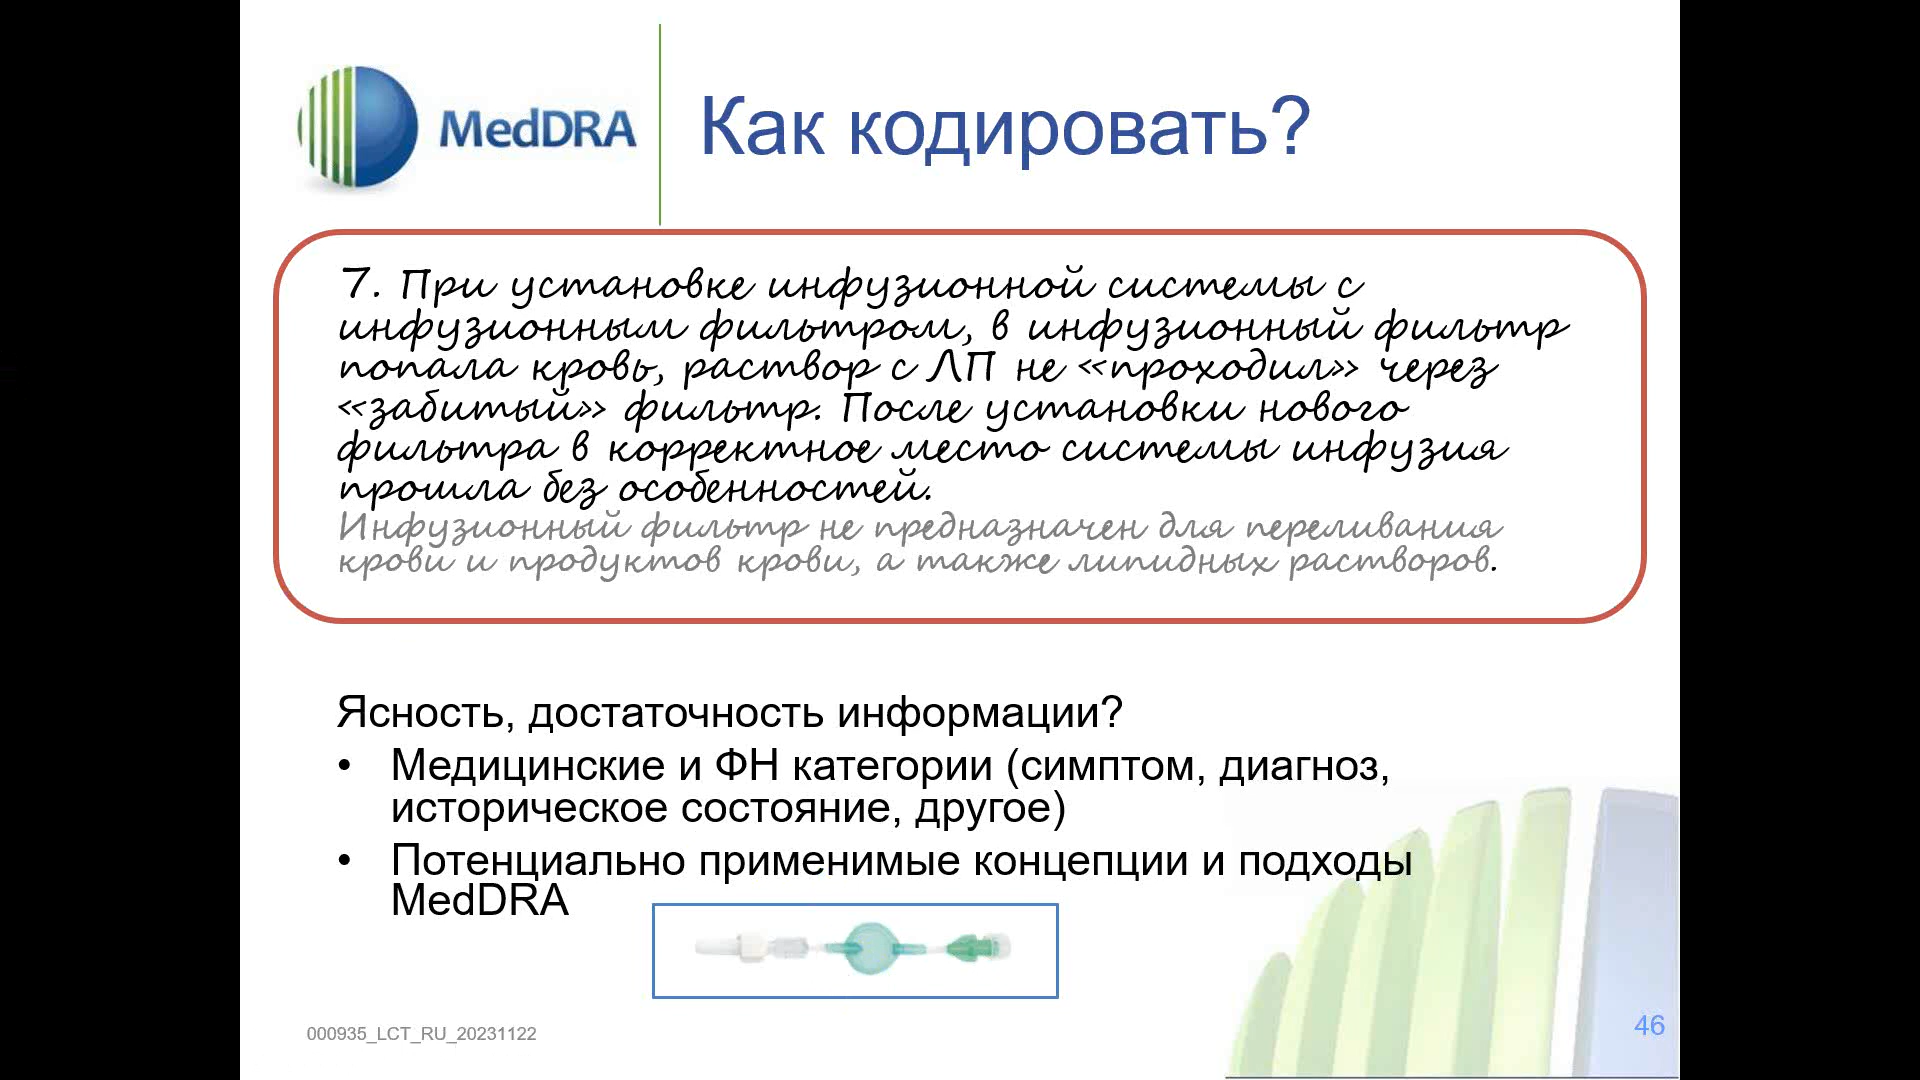 MedDRA
Как кодировать?
7. При установке инфузионной системы с
инфузионным фильтром, в инфузионный фильтр
попала кровь, раствор с ЛП не «проходил» через
«забитый» фильтр. После установки нового
фильтра в корректное место системы инфузия
прошла без особенностей.
Инфузионный фильтр не предназначен для переливания
крови и продуктов крови, а также липидных растворов.
Ясность, достаточность информации?
• Медицинские и ФН категории (симптом, диагноз,
историческое состояние, другое)
• Потенциально применимые концепции и подходы
MedDRA
000935_LCT_RU_20231122
46